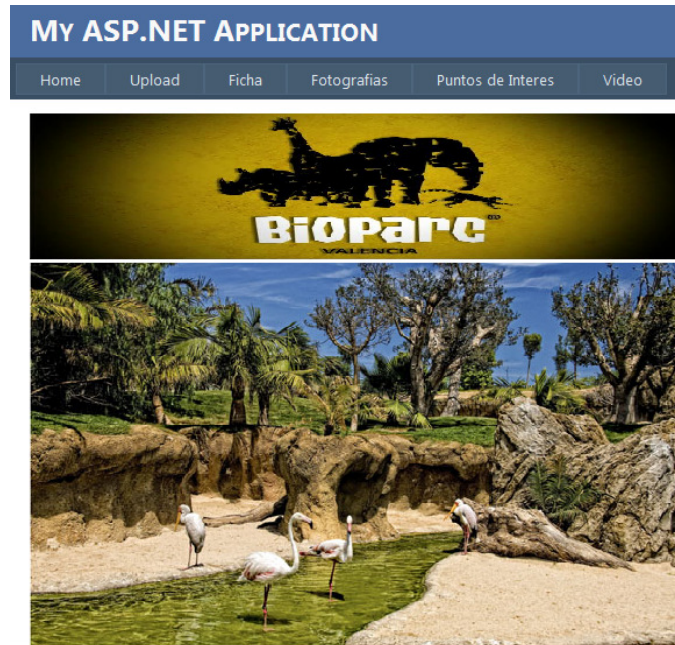 MY ASP.NET APPLICATION
Home Upload Ficha Fotografias Puntos de Interes Video
BIOPARC
VALENCIA